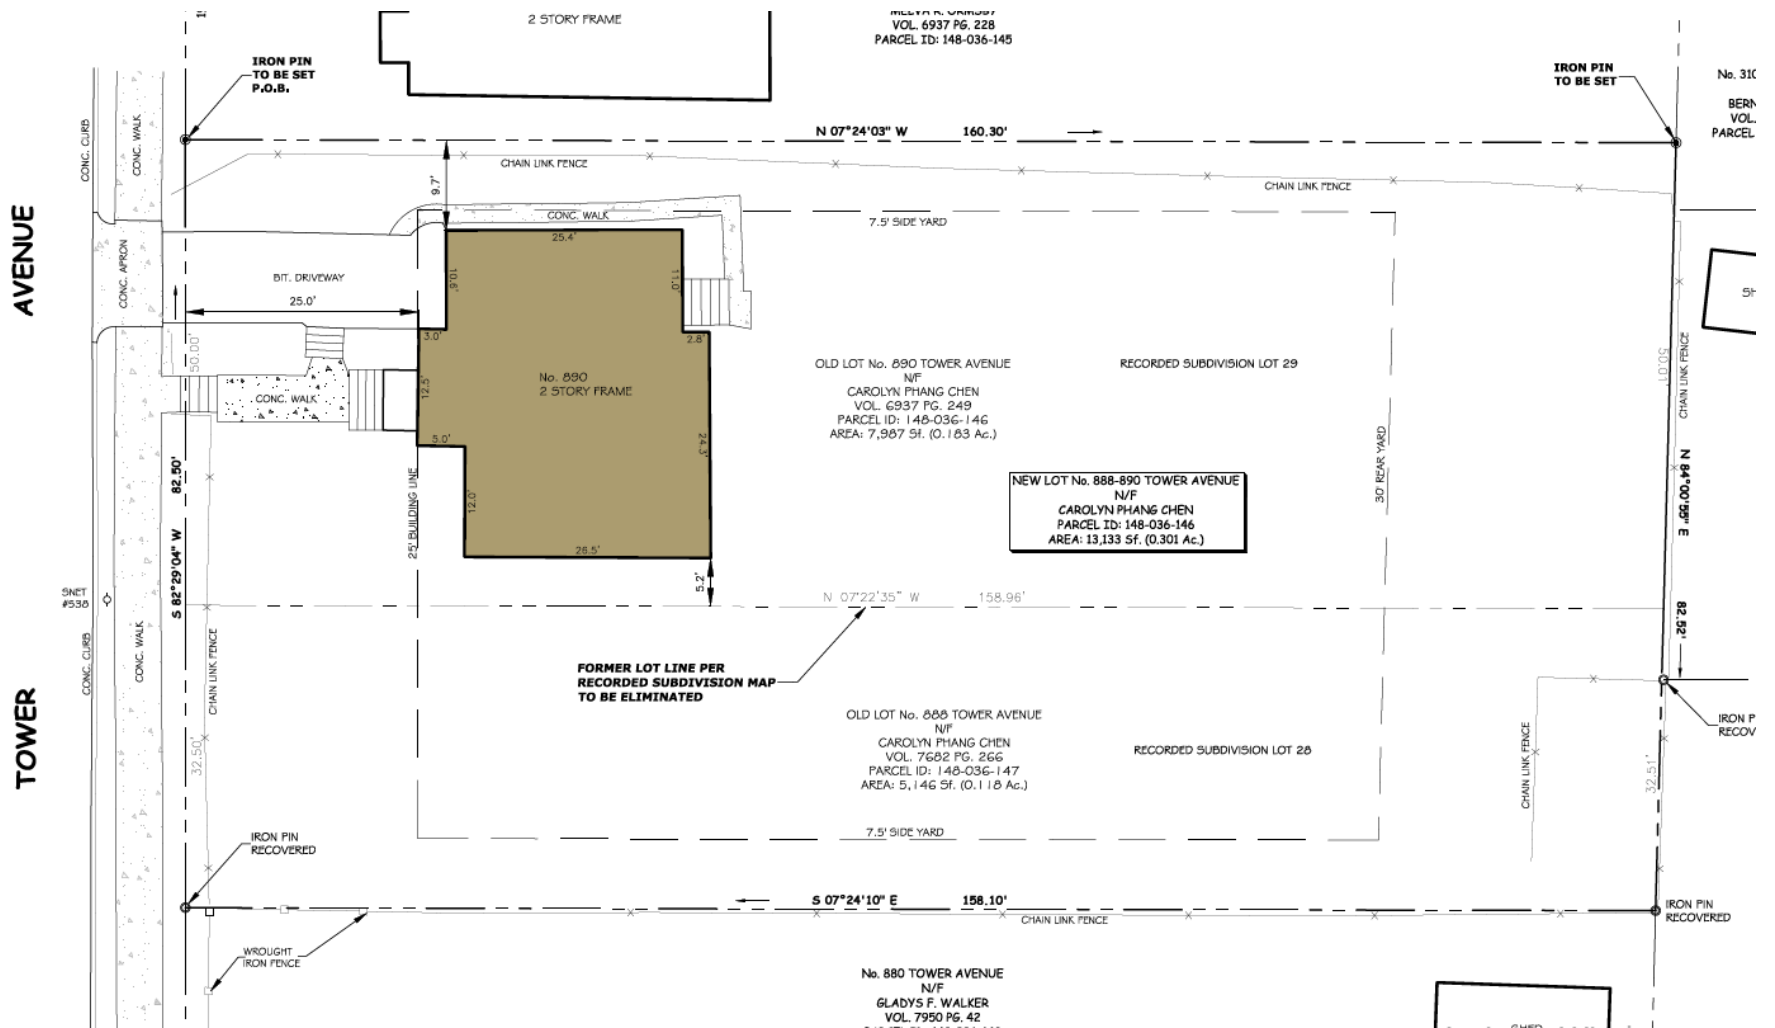 2 STORY FRAME
VOL. 6937 PG. 228
PARCEL ID: 148-036-145
IRON PIN
TO BE SET
P.O.B.
IRON PIN
TO BE SET
No. 310
BERN
VOL.
PARCEL
N 07°24'03" W 160.30'
CONC. CURB
CONC. WALK
CHAIN LINK FENCE
CHAIN LINK FENCE
9.7'
CONC. WALK
7.5' SIDE YARD
25.4'
AVENUE
CONC. APRON
BIT. DRIVEWAY
10.6'
11.0'
25.0'
50.00'
3.0'
2.8'
No. 890
2 STORY FRAME
12.5'
CONC. WALK
5.0'
24.3'
12.0'
26.5'
5.2'
25' BUILDING LINE
OLD LOT No. 890 TOWER AVENUE
N/F
CAROLYN PHANG CHEN
VOL. 6937 PG. 249
PARCEL ID: 148-036-146
AREA: 7,987 Sf. (0.183 Ac.)
RECORDED SUBDIVISION LOT 29
50.01'
CHAIN LINK FENCE
30' REAR YARD
N 84°00'55" E
82.52'
NEW LOT No. 888-890 TOWER AVENUE
N/F
CAROLYN PHANG CHEN
PARCEL ID: 148-036-146
AREA: 13,133 Sf. (0.301 Ac.)
S 82°29'04" W 82.50'
SNET
#538
N 07°22'35" W 158.96'
CONC. CURB
CONC. WALK
CHAIN LINK FENCE
FORMER LOT LINE PER
RECORDED SUBDIVISION MAP
TO BE ELIMINATED
TOWER
32.50'
OLD LOT No. 888 TOWER AVENUE
N/F
CAROLYN PHANG CHEN
VOL. 7682 PG. 266
PARCEL ID: 148-036-147
AREA: 5,146 Sf. (0.118 Ac.)
RECORDED SUBDIVISION LOT 28
CHAIN LINK FENCE
32.51'
IRON P
RECOV
7.5' SIDE YARD
IRON PIN
RECOVERED
S 07°24'10" E 158.10'
CHAIN LINK FENCE
IRON PIN
RECOVERED
WROUGHT
IRON FENCE
No. 880 TOWER AVENUE
N/F
GLADYS F. WALKER
VOL. 7950 PG. 42